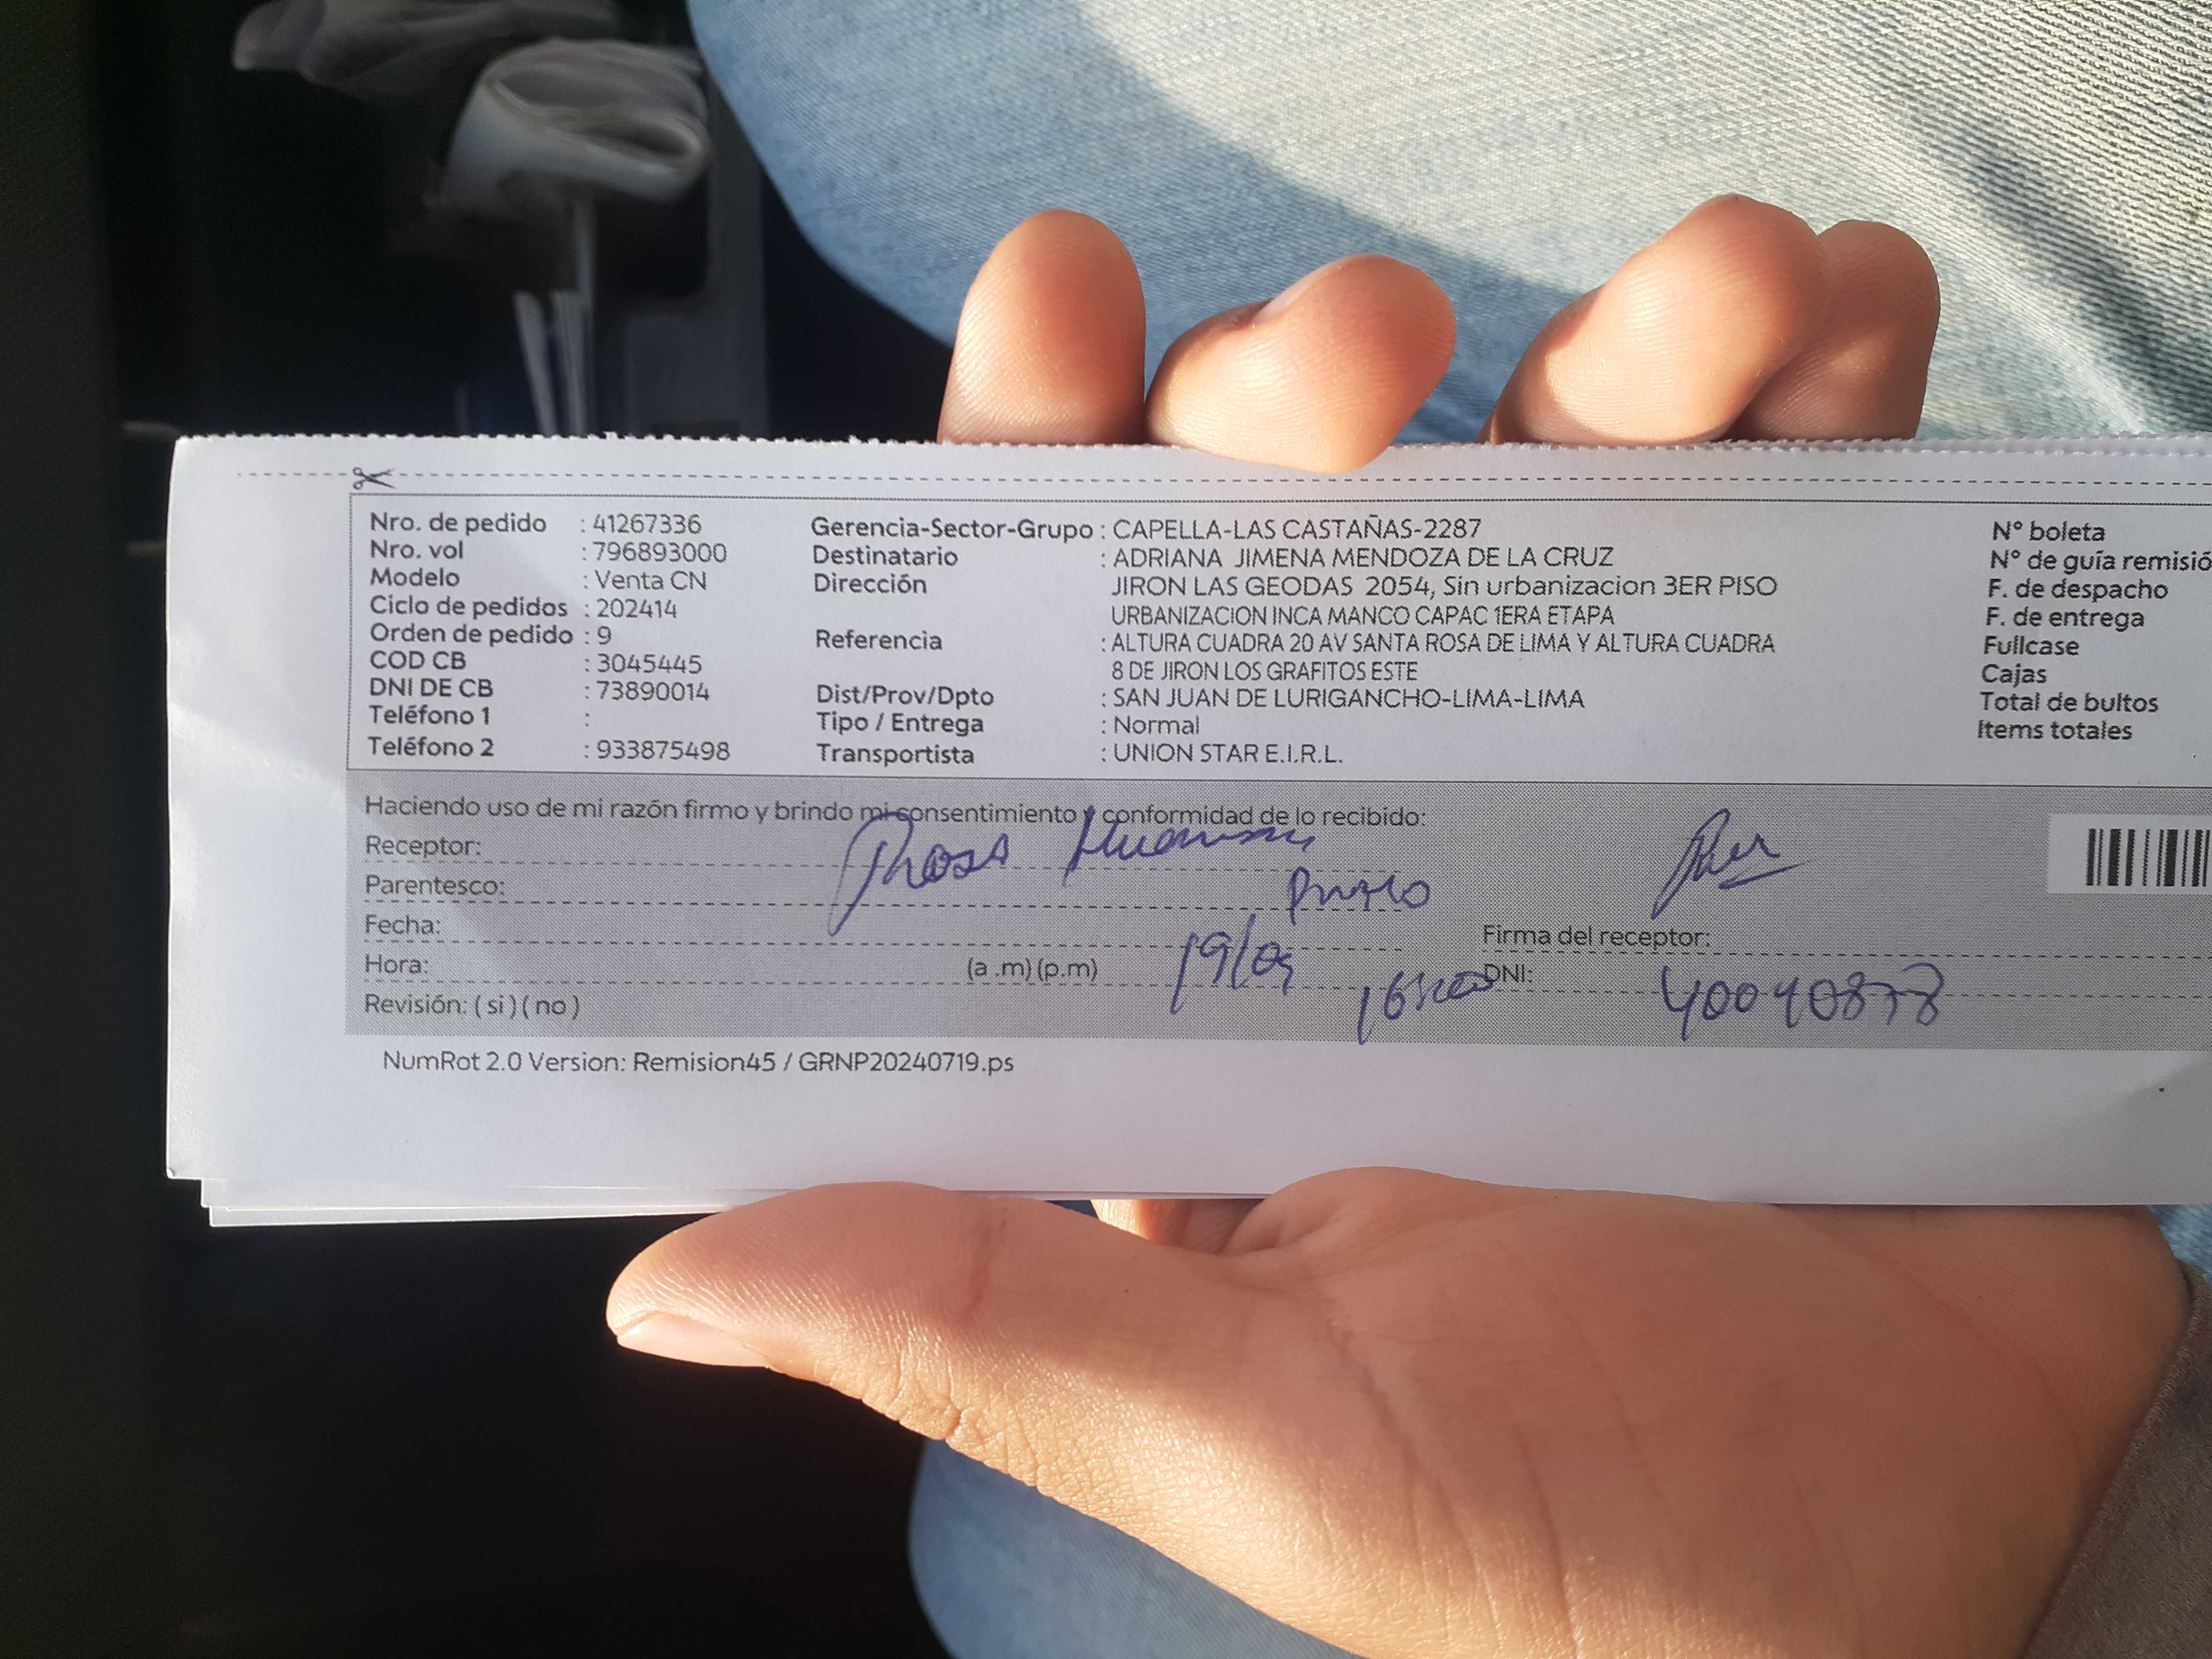 Nro. de pedido : 41267336
Nro. vol : 796893000
Modelo : Venta CN
Ciclo de pedidos : 202414
Orden de pedido : 9
COD CB : 3045445
DNI DE CB : 73890014
Teléfono 1 :
Teléfono 2 : 933875498
Gerencia-Sector-Grupo : CAPELLA-LAS CASTAÑAS-2287
Destinatario : ADRIANA JIMENA MENDOZA DE LA CRUZ
Dirección JIRON LAS GEODAS 2054, Sin urbanizacion 3ER PISO
URBANIZACION INCA MANCO CAPAC 1ERA ETAPA
Referencia : ALTURA CUADRA 20 AV SANTA ROSA DE LIMA Y ALTURA CUADRA
8 DE JIRON LOS GRAFITOS ESTE
Dist/Prov/Dpto : SAN JUAN DE LURIGANCHO-LIMA-LIMA
Tipo / Entrega : Normal
Transportista : UNION STAR E.I.R.L.
N° boleta
N° de guía remisió
F. de despacho
F. de entrega
Fullcase
Cajas
Total de bultos
Items totales
Haciendo uso de mi razón firmo y brindo mi consentimiento y conformidad de lo recibido:
Receptor: Rosa
Parentesco:
Fecha: 19/09
Hora: (a .m) (p.m)
Revisión: ( si ) ( no )
Firma del receptor:
DNI: 40040878
NumRot 2.0 Version: Remision45 / GRNP20240719.ps